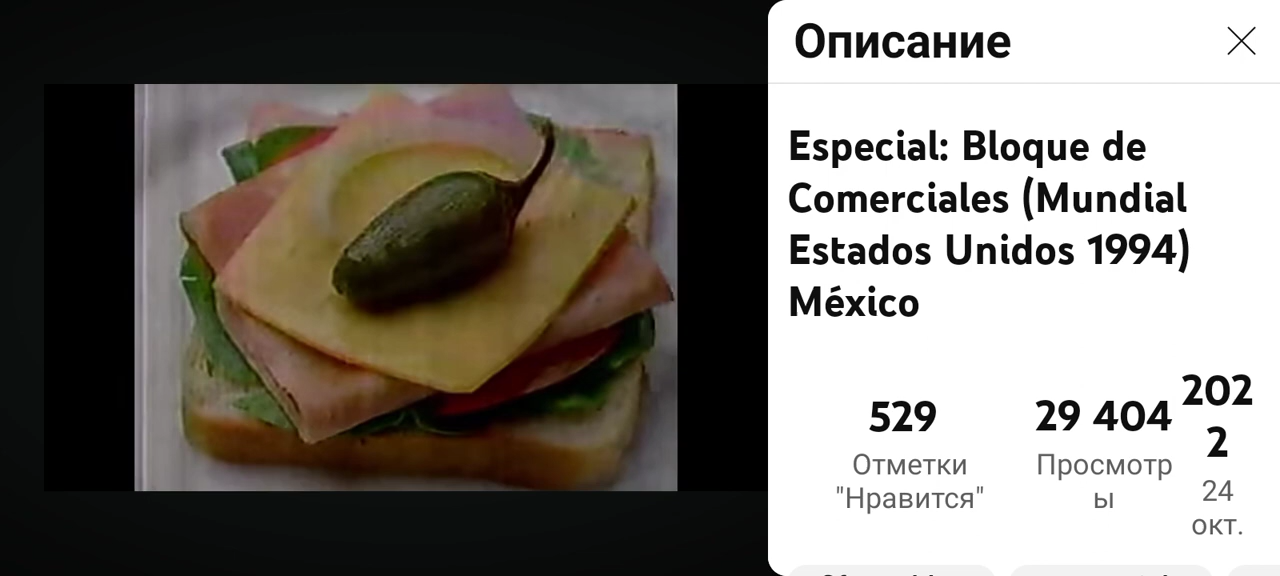 Описание
Especial: Bloque de
Comerciales (Mundial
Estados Unidos 1994)
México
529
Отметки
"Нравится"
29 404
Просмотр
ы
202
2
24
окт.